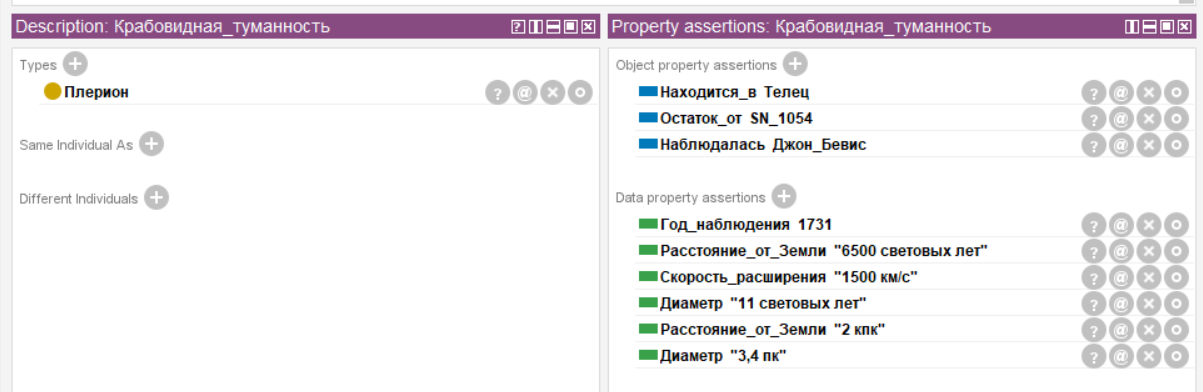 Description: Крабовидная_туманность
Types
Плерион
Same Individual As
Different Individuals
Property assertions: Крабовидная_туманность
Object property assertions
Находится_в Телец
Остаток_от SN_1054
Наблюдалась Джон_Бевис
Data property assertions
Год_наблюдения 1731
Расстояние_от_Земли "6500 световых лет"
Скорость_расширения "1500 км/с"
Диаметр "11 световых лет"
Расстояние_от_Земли "2 кпк"
Диаметр "3,4 пк"